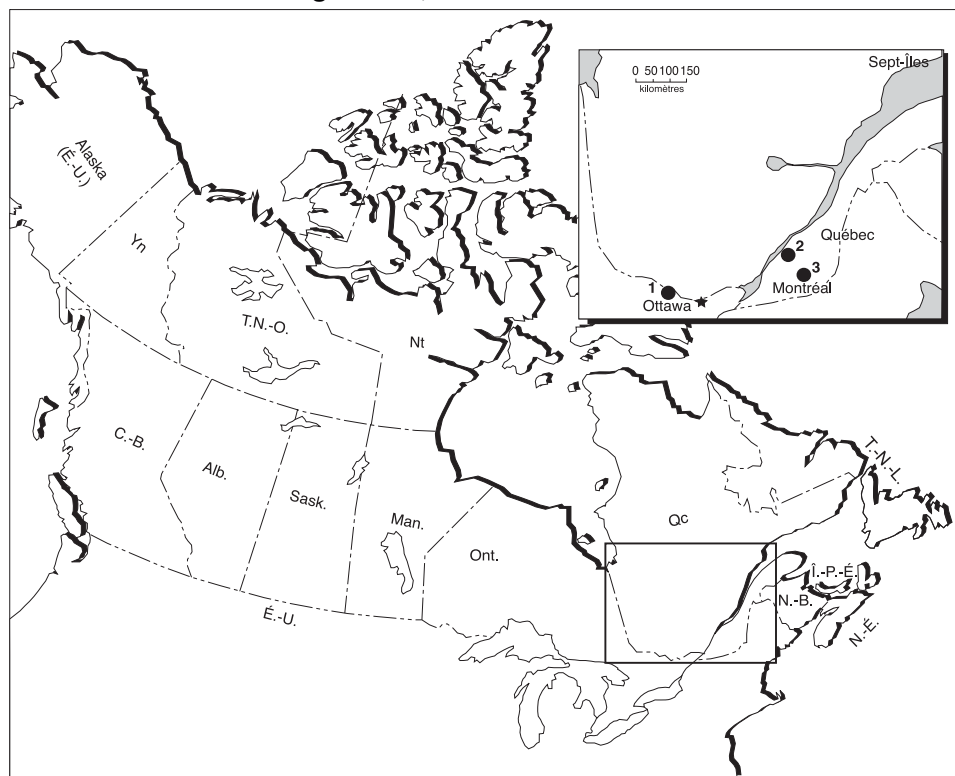 Sept-Îles
0 50 100 150
kilomètres
Québec
2
3
Montréal
1
Ottawa
Alaska
(É.-U.)
Yn
T.N.-O.
Nt
C.-B.
Alb.
Sask.
Man.
Ont.
Qc
T.-N.-L.
Î.-P.-É.
N.-B.
N.-É.
É.-U.